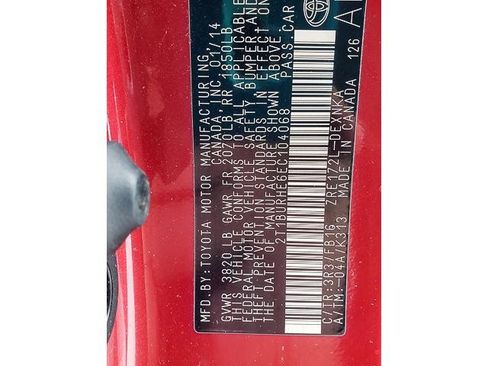 MFD. BY: TOYOTA MOTOR MANUFACTURING,
CANADA, INC. 01/14
GVWR 3820LB GAWR FR 2070LB RR 1850LB
THIS VEHICLE CONFORMS TO ALL APPLICABLE
FEDERAL MOTOR VEHICLE SAFETY, BUMPER, AND
THEFT PREVENTION STANDARDS IN EFFECT ON
THE DATE OF MANUFACTURE SHOWN ABOVE.
2T1BURHE6EC104068 PASS. CAR
C/TR: 3R3/FB16 ZRE172L-DEXNKA
A/TM: -04A/K313 MADE IN CANADA 126